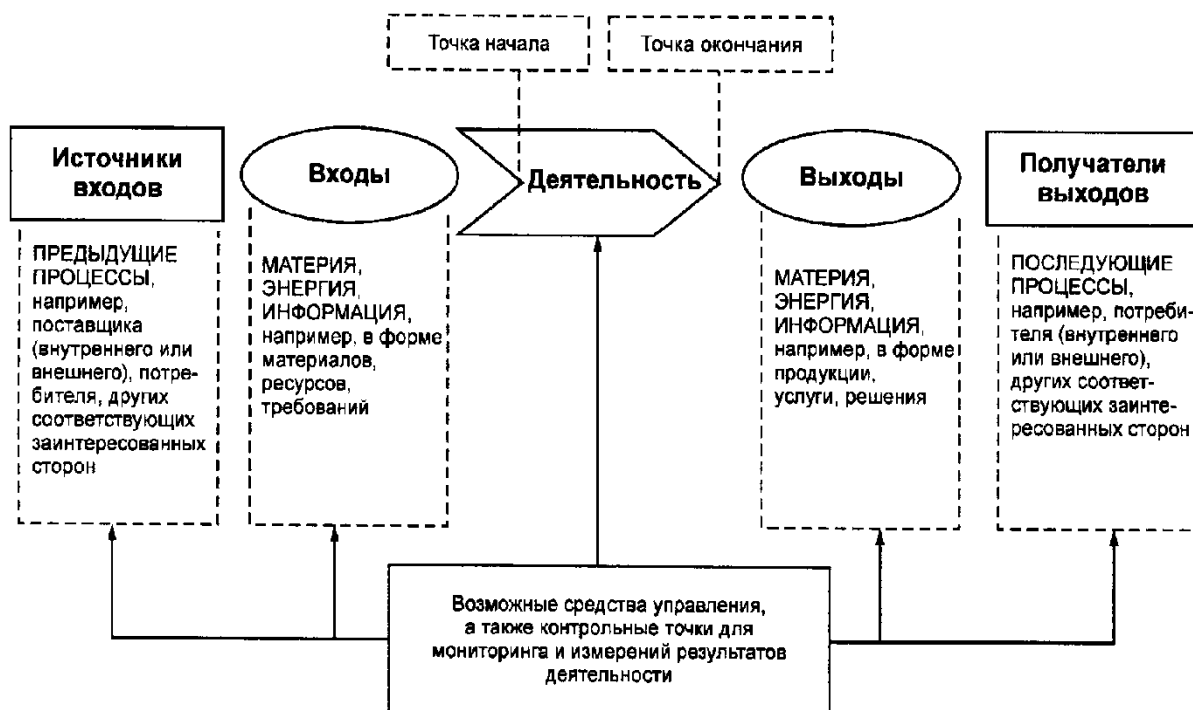 Точка начала
Точка окончания
Источники
входов
Входы
Деятельность
Выходы
Получатели
выходов
ПРЕДЫДУЩИЕ
ПРОЦЕССЫ,
например,
поставщика
(внутреннего или
внешнего), потре-
бителя, других
соответствующих
заинтересованных
сторон
МАТЕРИЯ,
ЭНЕРГИЯ,
ИНФОРМАЦИЯ,
например, в форме
материалов,
ресурсов,
требований
МАТЕРИЯ,
ЭНЕРГИЯ,
ИНФОРМАЦИЯ,
например, в форме
продукции,
услуги, решения
ПОСЛЕДУЮЩИЕ
ПРОЦЕССЫ,
например, потреби-
теля (внутреннего
или внешнего),
других соответ-
ствующих заинте-
ресованных сторон
Возможные средства управления,
а также контрольные точки для
мониторинга и измерений результатов
деятельности